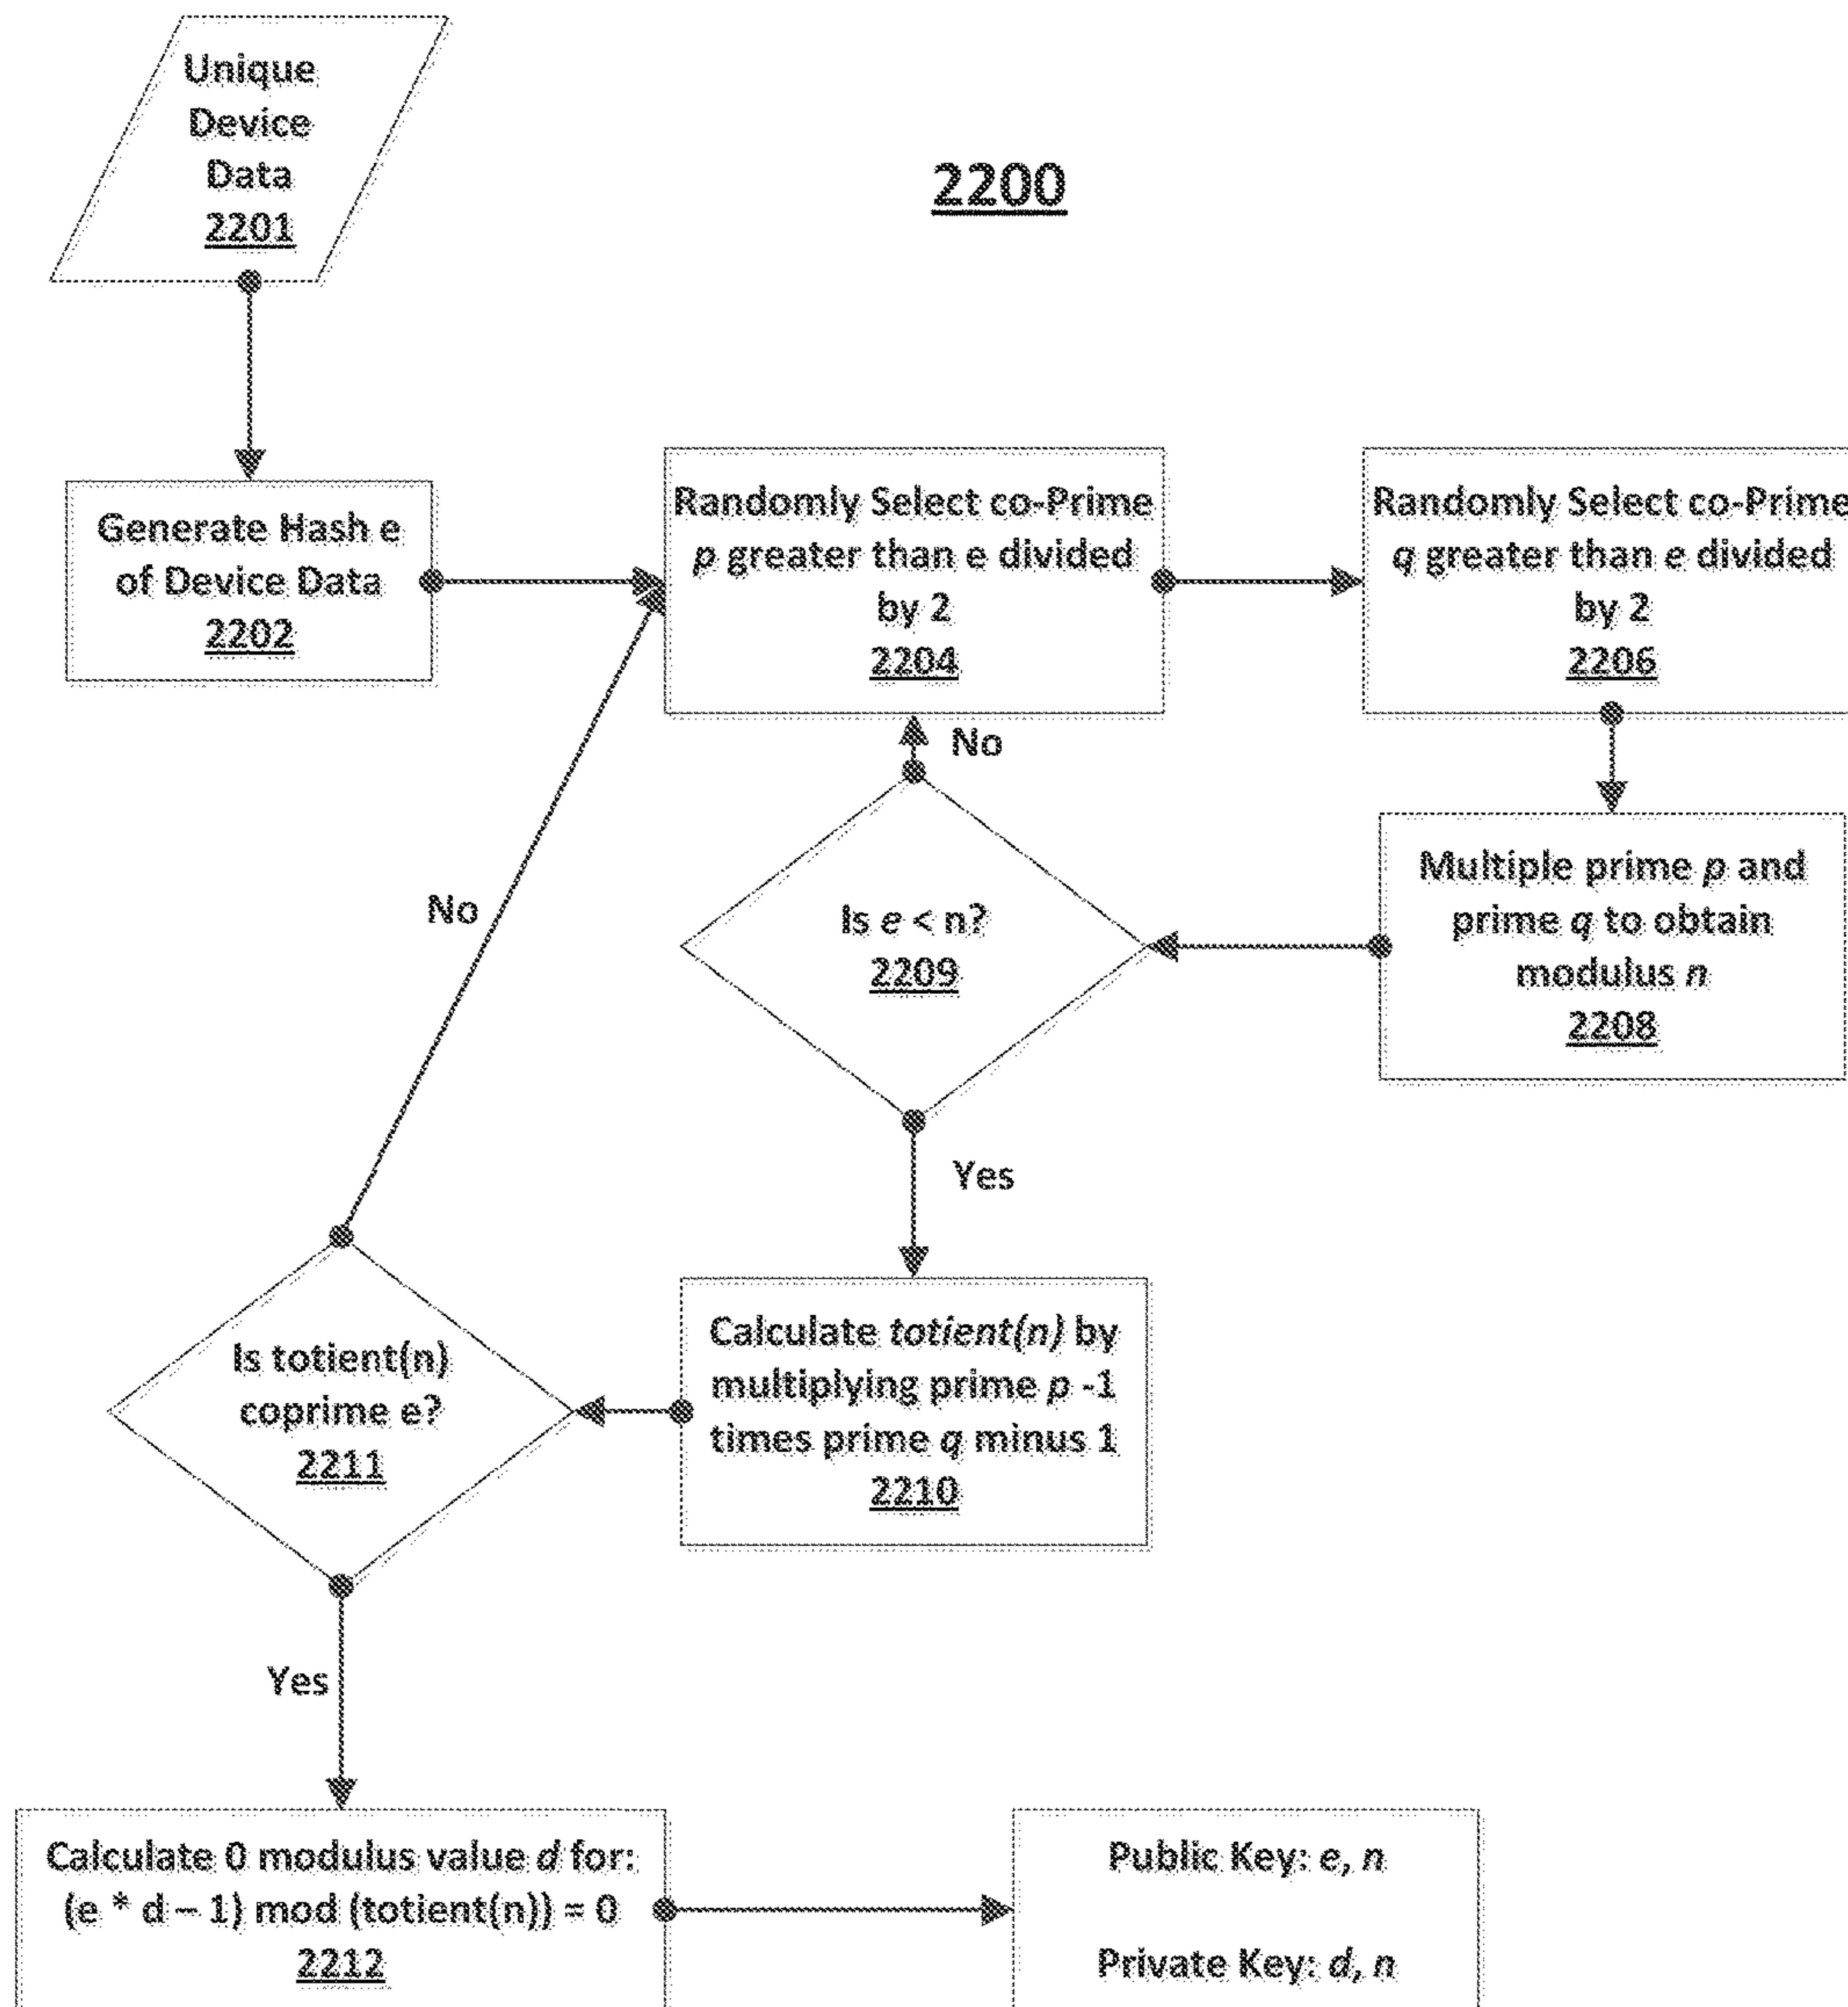 Unique
Device
Data
2201
2200
Generate Hash e
of Device Data
2202
Randomly Select co-Prime
p greater than e divided
by 2
2204
Randomly Select co-Prime
q greater than e divided
by 2
2206
No
Multiple prime p and
prime q to obtain
modulus n
2208
Is e < n?
2209
No
Yes
Calculate totient(n) by
multiplying prime p -1
times prime q minus 1
2210
Is totient(n)
coprime e?
2211
Yes
Calculate 0 modulus value d for:
(e * d – 1) mod (totient(n)) = 0
2212
Public Key: e, n
Private Key: d, n